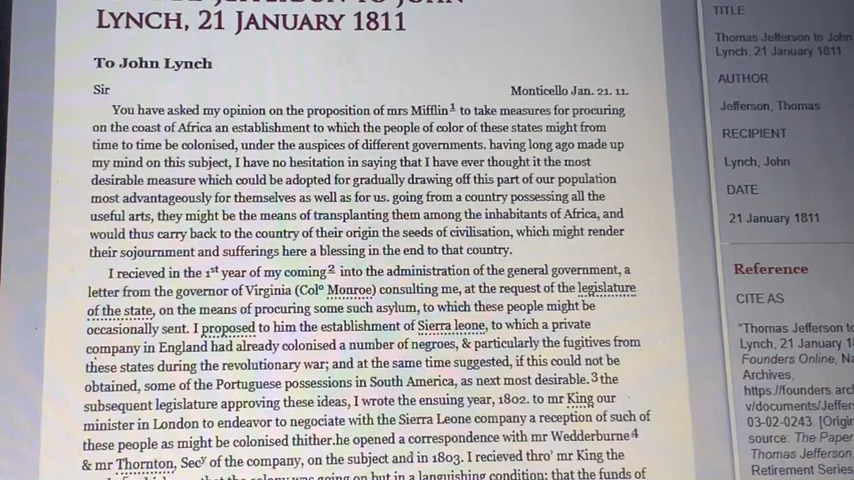 LYNCH, 21 JANUARY 1811
To John Lynch
Sir
Monticello Jan. 21. 11.
You have asked my opinion on the proposition of mrs Mifflin1 to take measures for procuring
on the coast of Africa an establishment to which the people of color of these states might from
time to time be colonised, under the auspices of different governments. having long ago made up
my mind on this subject, I have no hesitation in saying that I have ever thought it the most
desirable measure which could be adopted for gradually drawing off this part of our population
most advantageously for themselves as well as for us. going from a country possessing all the
useful arts, they might be the means of transplanting them among the inhabitants of Africa, and
would thus carry back to the country of their origin the seeds of civilisation, which might render
their sojournment and sufferings here a blessing in the end to that country.
I recieved in the 1st year of my coming2 into the administration of the general government, a
letter from the governor of Virginia (Colo Monroe) consulting me, at the request of the legislature
of the state, on the means of procuring some such asylum, to which these people might be
occasionally sent. I proposed to him the establishment of Sierra leone, to which a private
company in England had already colonised a number of negroes, & particularly the fugitives from
these states during the revolutionary war; and at the same time suggested, if this could not be
obtained, some of the Portuguese possessions in South America, as next most desirable.3 the
subsequent legislature approving these ideas, I wrote the ensuing year, 1802. to mr King our
minister in London to endeavor to negotiate with the Sierra Leone company a reception of such of
these people as might be colonised thither.he opened a correspondence with mr Wedderburne4
& mr Thornton, Secy of the company, on the subject and in 1803. I recieved thro' mr King the
going on but in a languishing condition: that the funds of
TITLE
Thomas Jefferson to John
Lynch, 21 January 1811
AUTHOR
Jefferson, Thomas
RECIPIENT
Lynch, John
DATE
21 January 1811
Reference
CITE AS
"Thomas Jefferson to
Lynch, 21 January
Founders Online,
Archives,
https://founders.
v/documents/
03-02-0243.
source: The
Thomas Jefferson,
Retirement Series